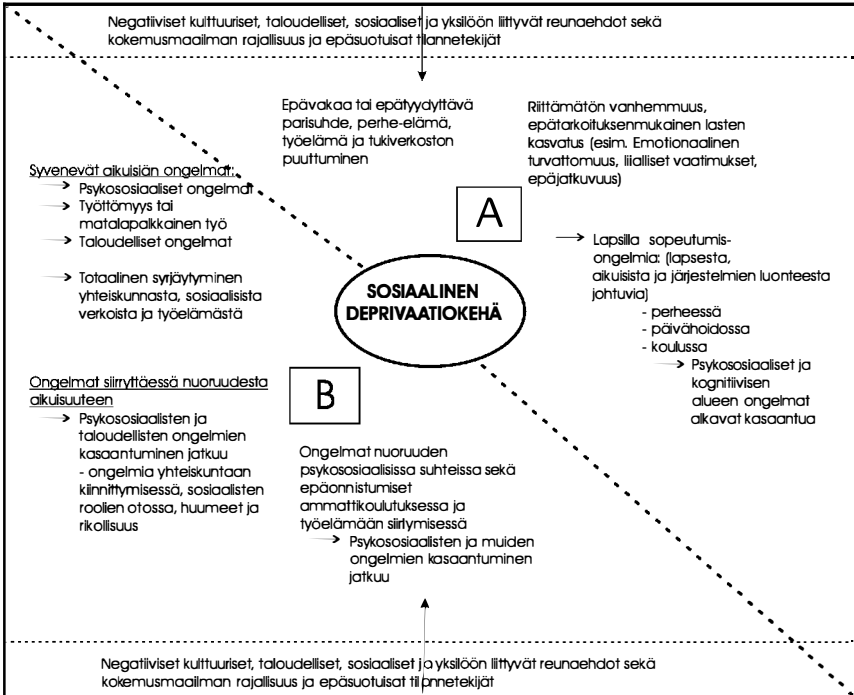 Negatiiviset kulttuuriset, taloudelliset, sosiaaliset ja yksilöön liittyvät reunaehdot sekä
kokemusmaailman rajallisuus ja epäsuotuisat tilannetekijät
Epävakaa tai epätyydyttävä
parisuhde, perhe-elämä,
työelämä ja tukiverkoston
puuttuminen
Riittämätön vanhemmuus,
epätarkoituksenmukainen lasten
kasvatus (esim. Emotionaalinen
turvattomuus, liialliset vaatimukset,
epäjatkuvuus)
A
Lapsilla sopeutumis-
ongelmia: (lapsesta,
aikuisista ja järjestelmien luonteesta
johtuvia)
- perheessä
- päivähoidossa
- koulussa
Psykososiaaliset ja
kognitiivisen
alueen ongelmat
alkavat kasaantua
SOSIAALINEN
DEPRIVAATIOKEHÄ
Syvenevät aikuisiän ongelmat:
Psykososiaaliset ongelmat
Työttömyys tai
matalapalkkainen työ
Taloudelliset ongelmat
Totaalinen syrjäytyminen
yhteiskunnasta, sosiaalisista
verkoista ja työelämästä
Ongelmat siirryttäessä nuoruudesta
aikuisuuteen
Psykososiaalisten ja
taloudellisten ongelmien
kasaantuminen jatkuu
- ongelmia yhteiskuntaan
kiinnittymisessä, sosiaalisten
roolien otossa, huumeet ja
rikollisuus
B
Ongelmat nuoruuden
psykososiaalisissa suhteissa sekä
epäonnistumiset
ammattikoulutuksessa ja
työelämään siirtymisessä
Psykososiaalisten ja muiden
ongelmien kasaantuminen
jatkuu
Negatiiviset kulttuuriset, taloudelliset, sosiaaliset ja yksilöön liittyvät reunaehdot sekä
kokemusmaailman rajallisuus ja epäsuotuisat tilannetekijät